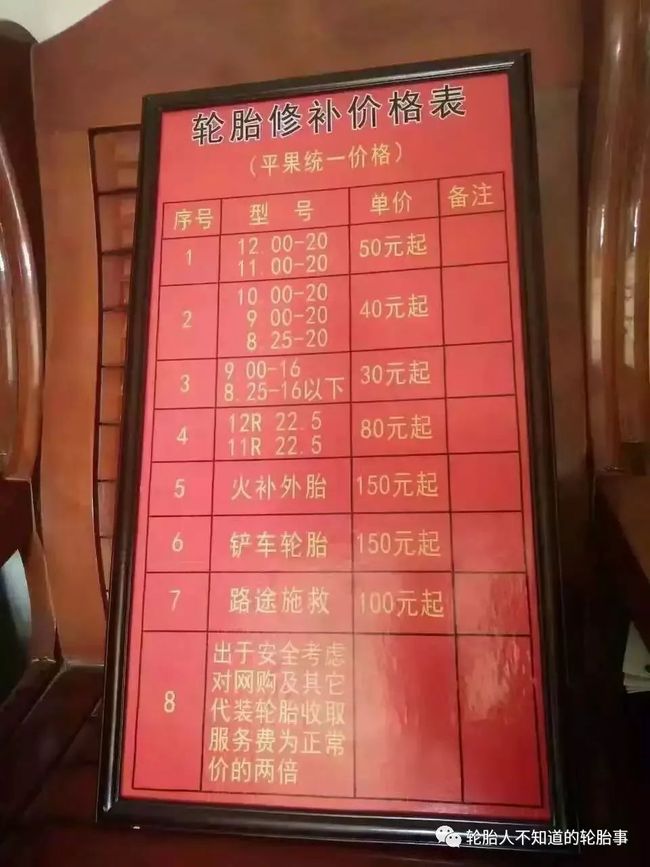 轮胎修补价格表
（平果统一价格）
序号 型 号 单价 备注
1 12.00-20 50元起
11.00-20
2 10 00-20 40元起
9 00-20
8.25-20
3 9 00-16 30元起
8.25-16以下
4 12R 22.5 80元起
11R 22.5
5 火补外胎 150元起
6 铲车轮胎 150元起
7 路途施救 100元起
8 出于安全考虑
对网购及其它
代装轮胎收取
服务费为正常
价的两倍
轮胎人不知道的轮胎事